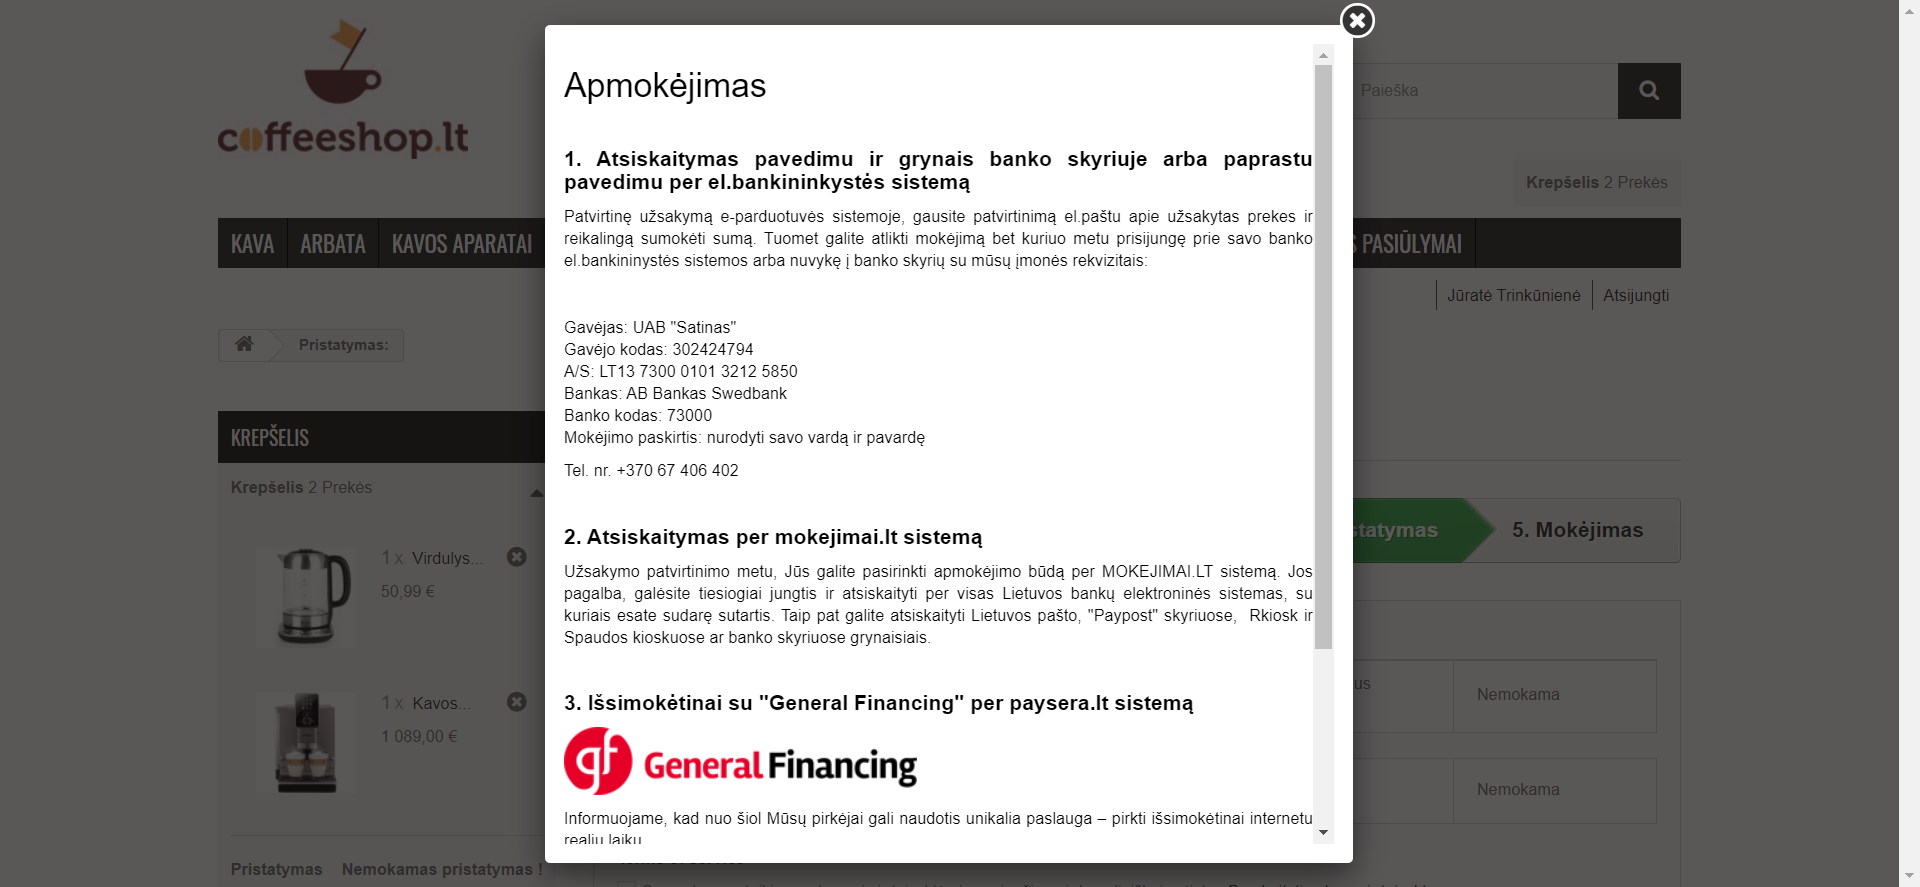 coffeeshop.lt
Paieška
Krepšelis 2 Prekės
KAVA
ARBATA
KAVOS APARATAI
PASIŪLYMAI
Jūratė Trinkūnienė
Atsijungti
Pristatymas:
KREPŠELIS
Krepšelis 2 Prekės
1 x Virdulys...
50,99 €
1 x Kavos...
1 089,00 €
Pristatymas Nemokamas pristatymas !
Apmokėjimas
1. Atsiskaitymas pavedimu ir grynais banko skyriuje arba paprastu
pavedimu per el.bankininkystės sistemą
Patvirtinę užsakymą e-parduotuvės sistemoje, gausite patvirtinimą el.paštu apie užsakytas prekes ir
reikalingą sumokėti sumą. Tuomet galite atlikti mokėjimą bet kuriuo metu prisijungę prie savo banko
el.bankininystės sistemos arba nuvykę į banko skyrių su mūsų įmonės rekvizitais:
Gavėjas: UAB "Satinas"
Gavėjo kodas: 302424794
A/S: LT13 7300 0101 3212 5850
Bankas: AB Bankas Swedbank
Banko kodas: 73000
Mokėjimo paskirtis: nurodyti savo vardą ir pavardę
Tel. nr. +370 67 406 402
2. Atsiskaitymas per mokejimai.lt sistemą
Užsakymo patvirtinimo metu, Jūs galite pasirinkti apmokėjimo būdą per MOKEJIMAI.LT sistemą. Jos
pagalba, galėsite tiesiogiai jungtis ir atsiskaityti per visas Lietuvos bankų elektroninės sistemas, su
kuriais esate sudarę sutartis. Taip pat galite atsiskaityti Lietuvos pašto, "Paypost" skyriuose, Rkiosk ir
Spaudos kioskuose ar banko skyriuose grynaisiais.
3. Išsimokėtinai su "General Financing" per paysera.lt sistemą
gf General Financing
Informuojame, kad nuo šiol Mūsų pirkėjai gali naudotis unikalia paslauga – pirkti išsimokėtinai internetu
realiu laiku
statymas
5. Mokėjimas
us
Nemokama
Nemokama